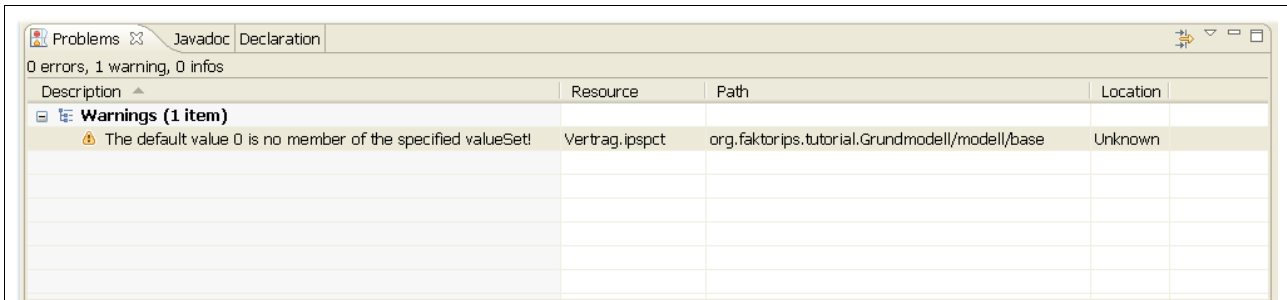 Problems Javadoc Declaration
0 errors, 1 warning, 0 infos
Description Resource Path Location
Warnings (1 item)
The default value 0 is no member of the specified valueSet! Vertrag.ipspct org.faktorips.tutorial.Grundmodell/modell/base Unknown